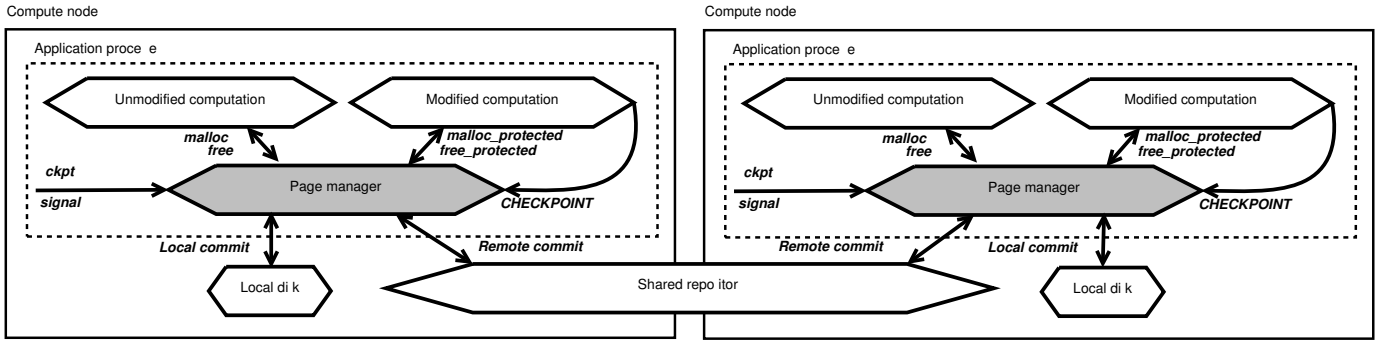 Compute node
Application proce e
Unmodified computation
Modified computation
malloc
free
malloc_protected
free_protected
ckpt
signal
Page manager
CHECKPOINT
Local commit
Remote commit
Local di k
Shared repo itor
Compute node
Application proce e
Unmodified computation
Modified computation
malloc
free
malloc_protected
free_protected
ckpt
signal
Page manager
CHECKPOINT
Remote commit
Local commit
Local di k